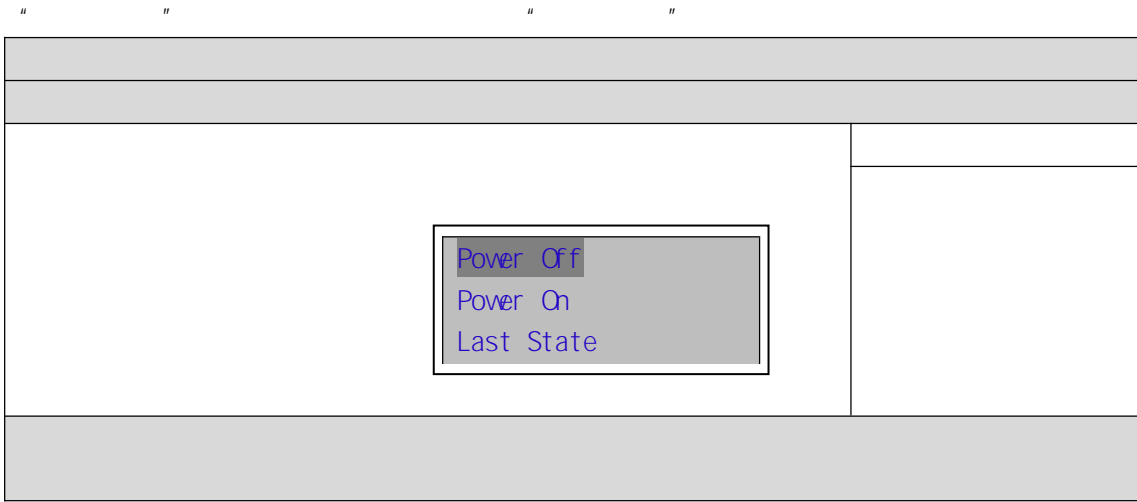 “ ” “ ”
Power Off
Power On
Last State